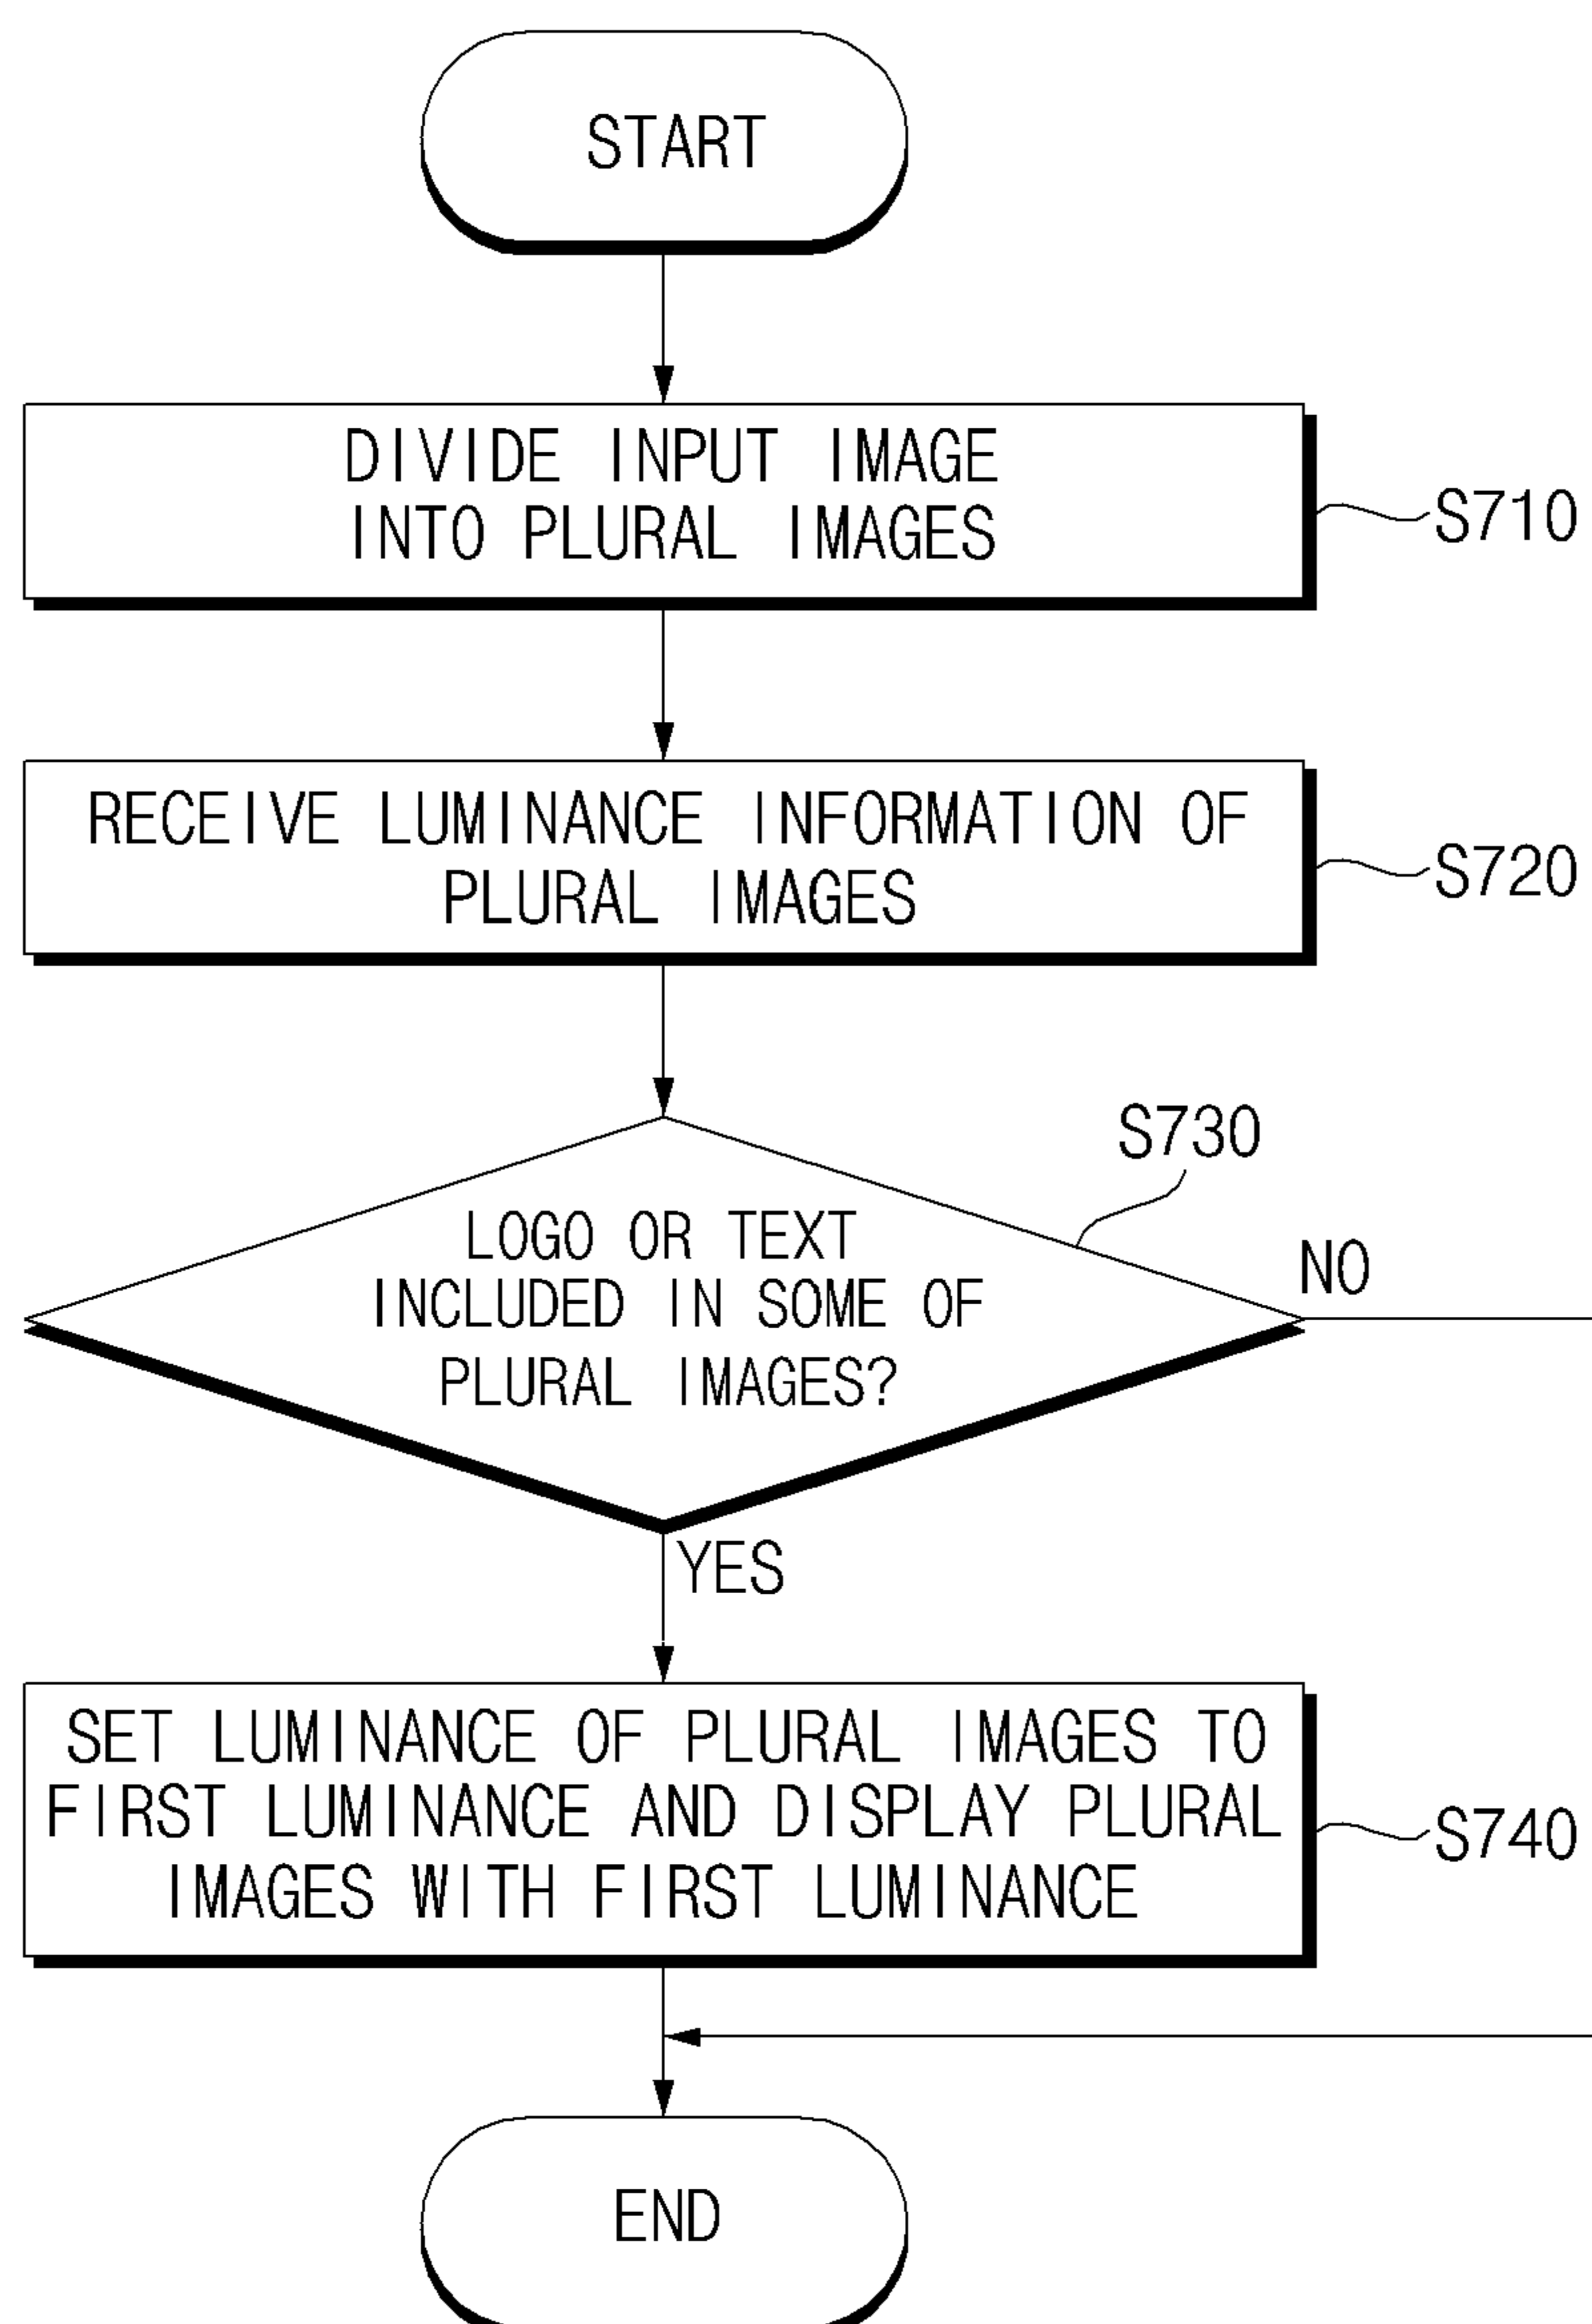 START
DIVIDE INPUT IMAGE
INTO PLURAL IMAGES
S710
RECEIVE LUMINANCE INFORMATION OF
PLURAL IMAGES
S720
S730
LOGO OR TEXT
INCLUDED IN SOME OF
PLURAL IMAGES?
NO
YES
SET LUMINANCE OF PLURAL IMAGES TO
FIRST LUMINANCE AND DISPLAY PLURAL
IMAGES WITH FIRST LUMINANCE
S740
END